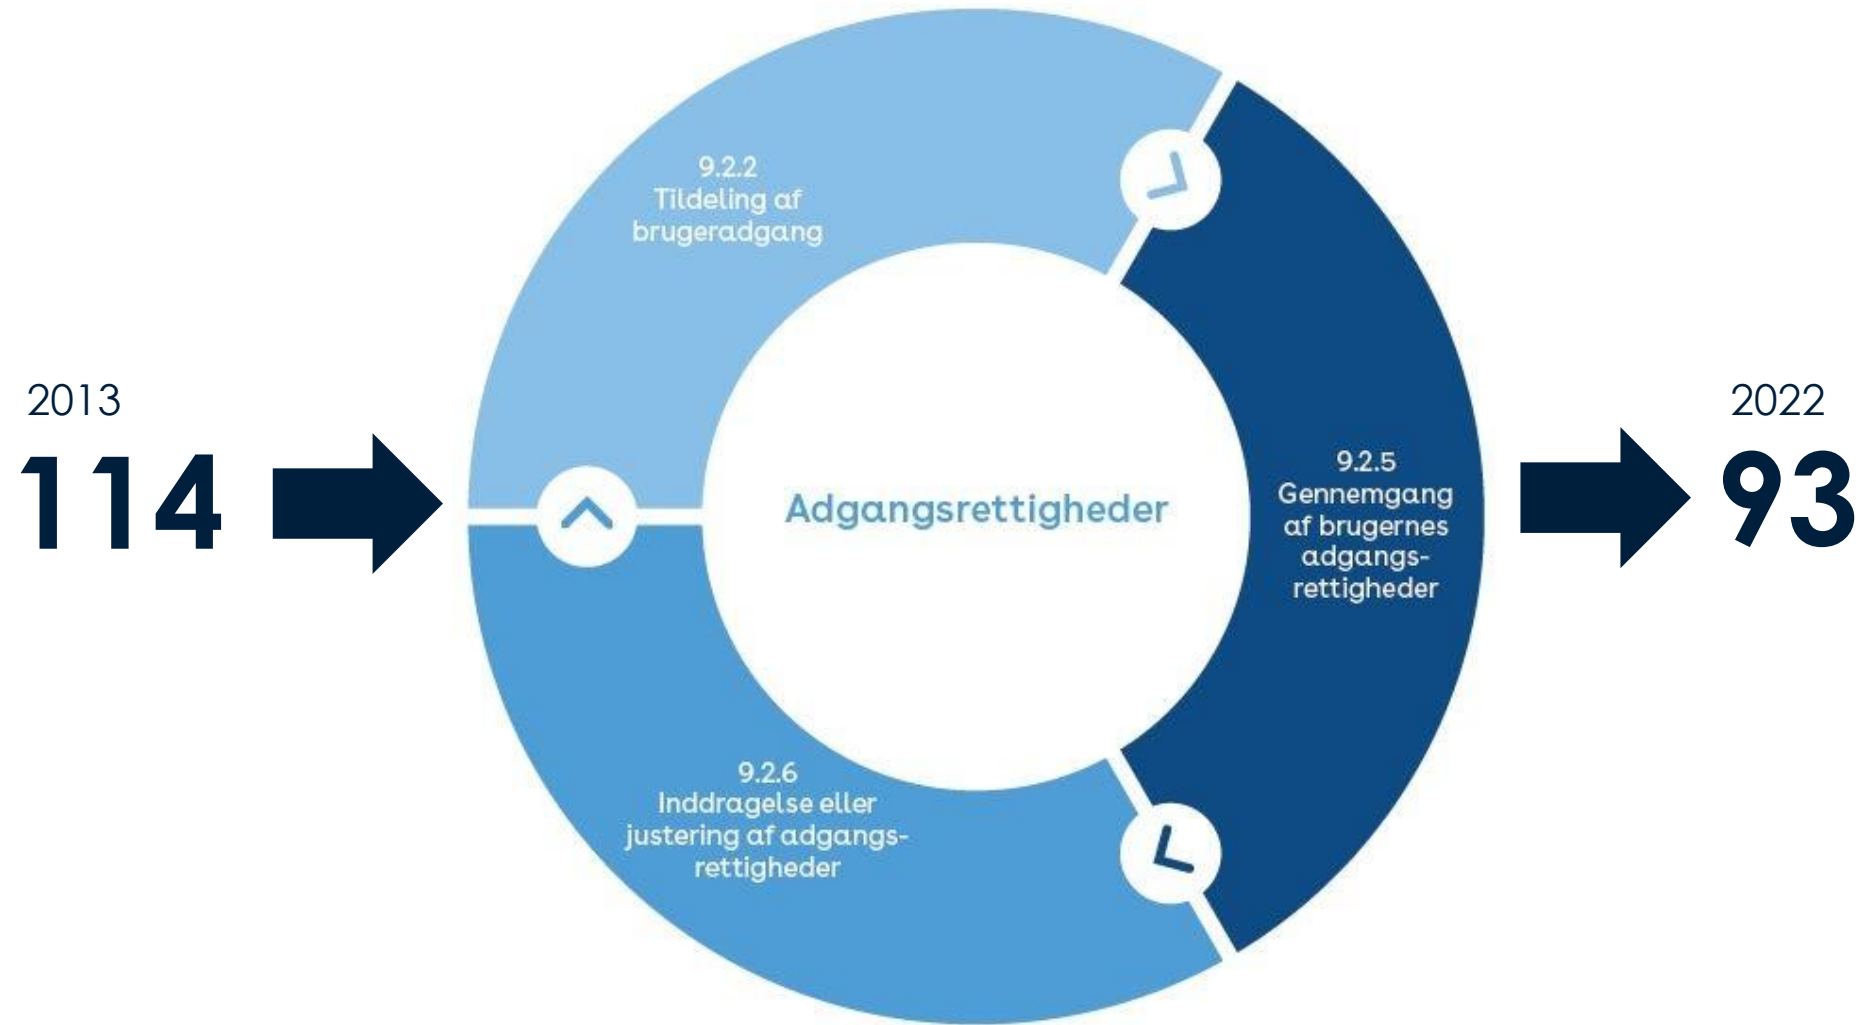 2013
114
9.2.2
Tildeling af
brugeradgang
Adgangsrettigheder
9.2.5
Gennemgang
af brugernes
adgangs-
rettigheder
9.2.6
Inddragelse eller
justering af adgangs-
rettigheder
2022
93